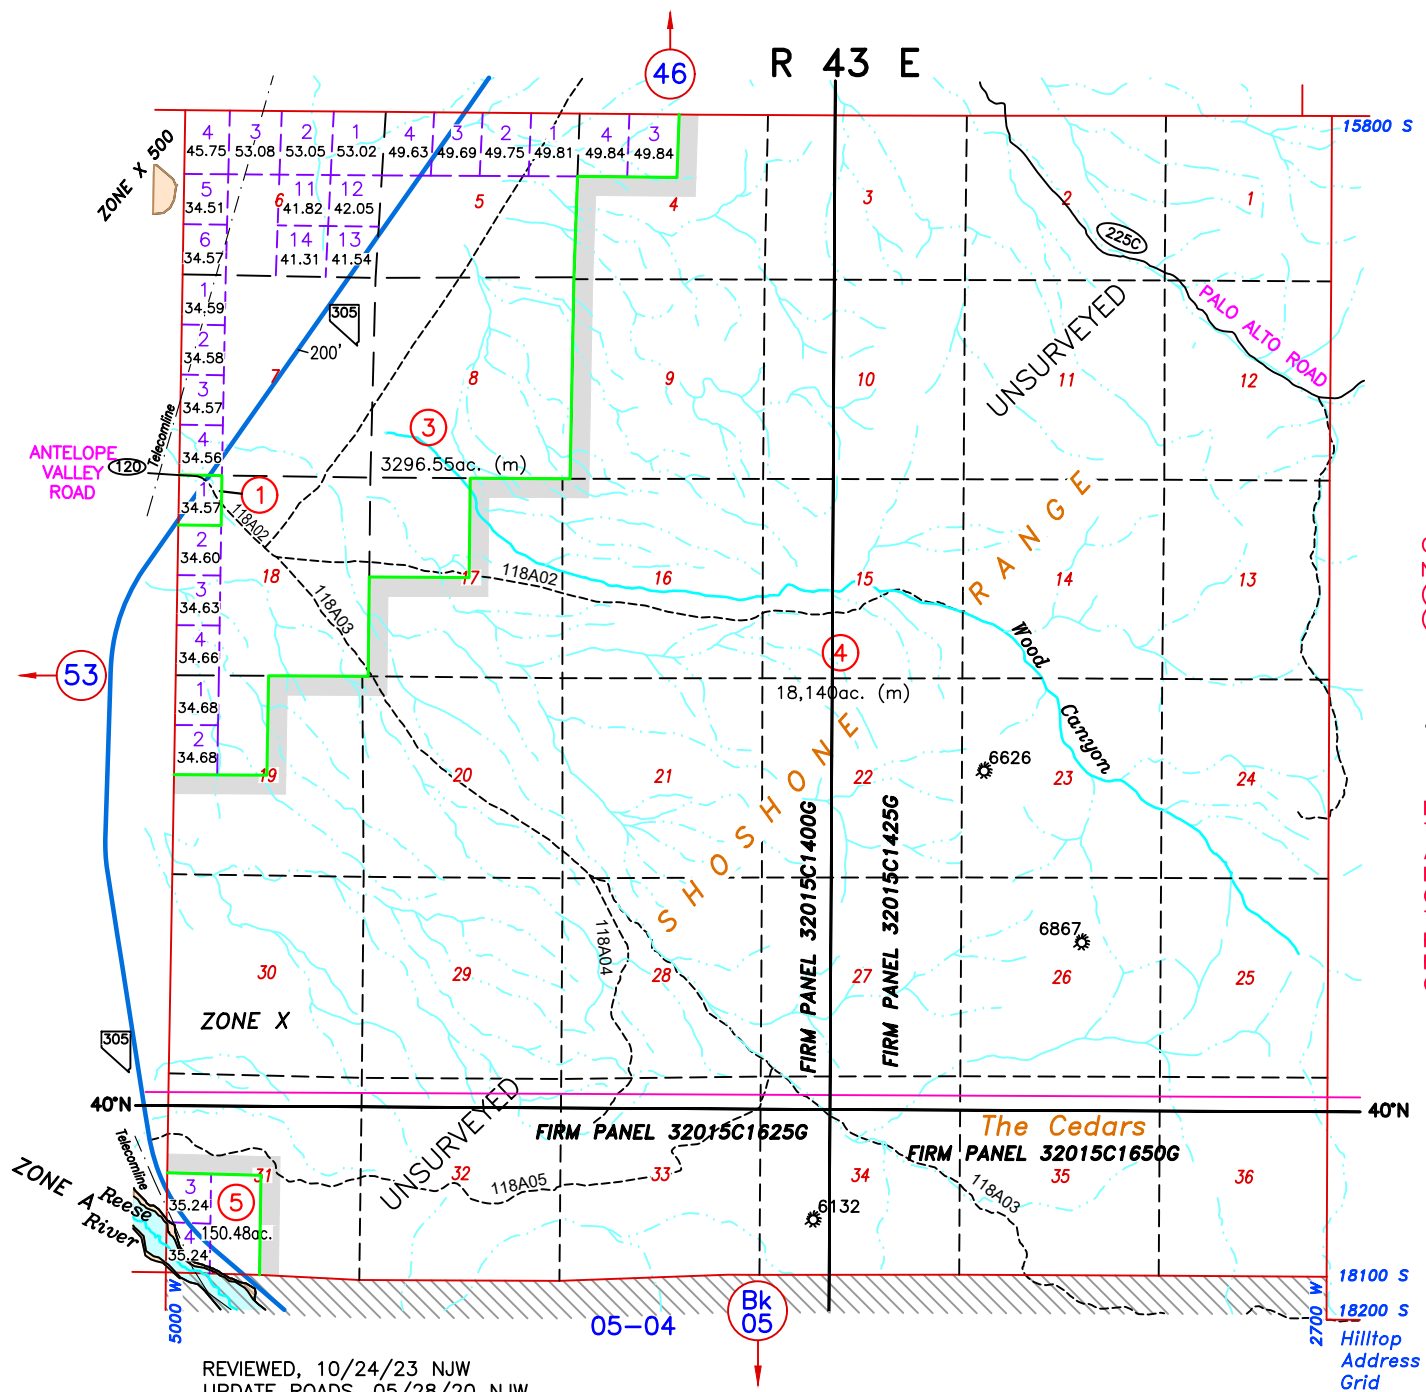 46
R 43 E
15800 S
ZONE X 500
4 3 2 1 4 3 2 1 4 3
45.75 53.08 53.05 53.02 49.63 49.69 49.75 49.81 49.84 49.84
5 11 12
34.51 41.82 42.05
6 5 4 3 2 1
6 14 13
34.57 41.31 41.54
225C
1
34.59
305
200'
PALO ALTO ROAD
UNSURVEYED
2
34.58
7 8 9 10 11 12
3
34.57
Telecomline
3
4
34.56
3296.55ac. (m)
ANTELOPE
VALLEY
ROAD
120
1
34.57
1
118A02
2
34.60
18 17 16 15 14 13
118A02
3
34.63
118A03
RANGE
Wood
Canyon
4
34.66
4
18,140ac. (m)
53
1
34.68
2
34.68
19 20 21 22 23 24
6626
SHOSHONE
FIRM PANEL 32015C1400G
FIRM PANEL 32015C1425G
6867
118A04
30 29 28 27 26 25
ZONE X
305
40°N
40°N
UNSURVEYED
FIRM PANEL 32015C1625G
The Cedars
FIRM PANEL 32015C1650G
Telecomline
31 32 33 34 35 36
ZONE A
Reese
River
3
35.24
5
150.48ac.
4
35.24
118A05
118A03
6132
5000 W
2700 W
18100 S
18200 S
Bk
05
05-04
Hilltop
Address
Grid
REVIEWED, 10/24/23 NJW
UPDATE ROADS, 05/28/20 NJW